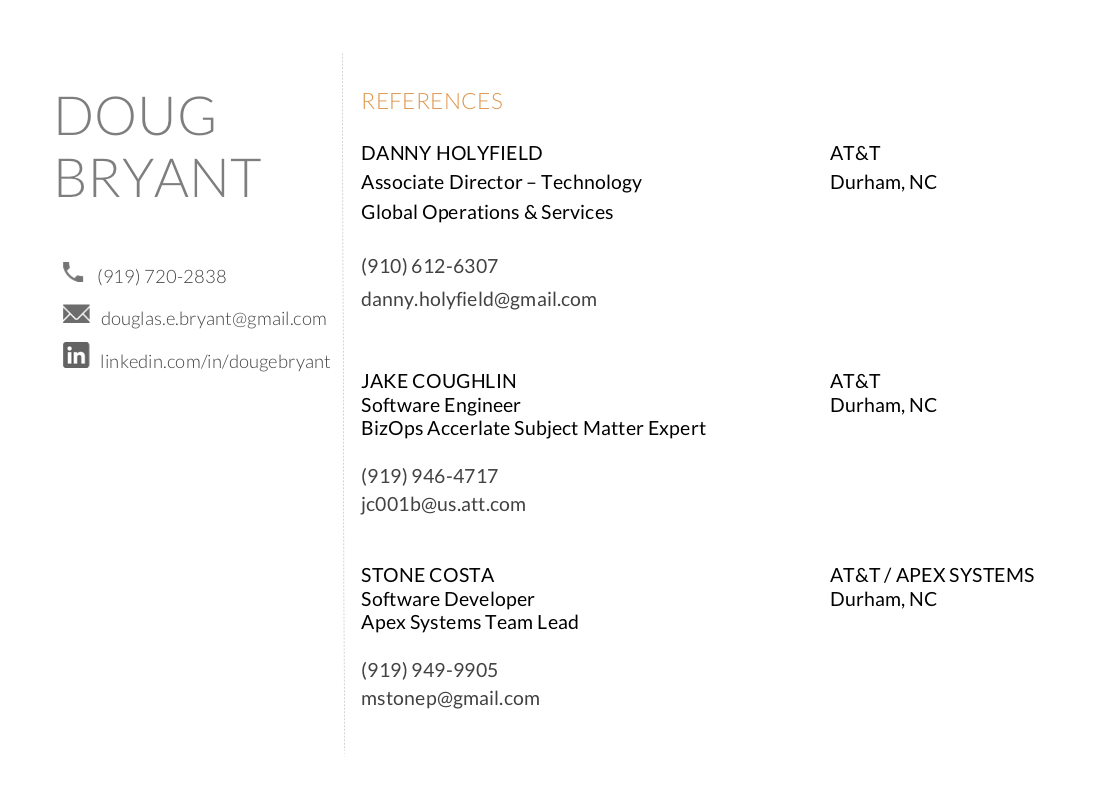 DOUG
BRYANT
(919) 720-2838
douglas.e.bryant@gmail.com
linkedin.com/in/dougebryant
REFERENCES
DANNY HOLYFIELD AT&T
Associate Director – Technology Durham, NC
Global Operations & Services
(910) 612-6307
danny.holyfield@gmail.com
JAKE COUGHLIN AT&T
Software Engineer Durham, NC
BizOps Accerlate Subject Matter Expert
(919) 946-4717
jc001b@us.att.com
STONE COSTA AT&T / APEX SYSTEMS
Software Developer Durham, NC
Apex Systems Team Lead
(919) 949-9905
mstonep@gmail.com